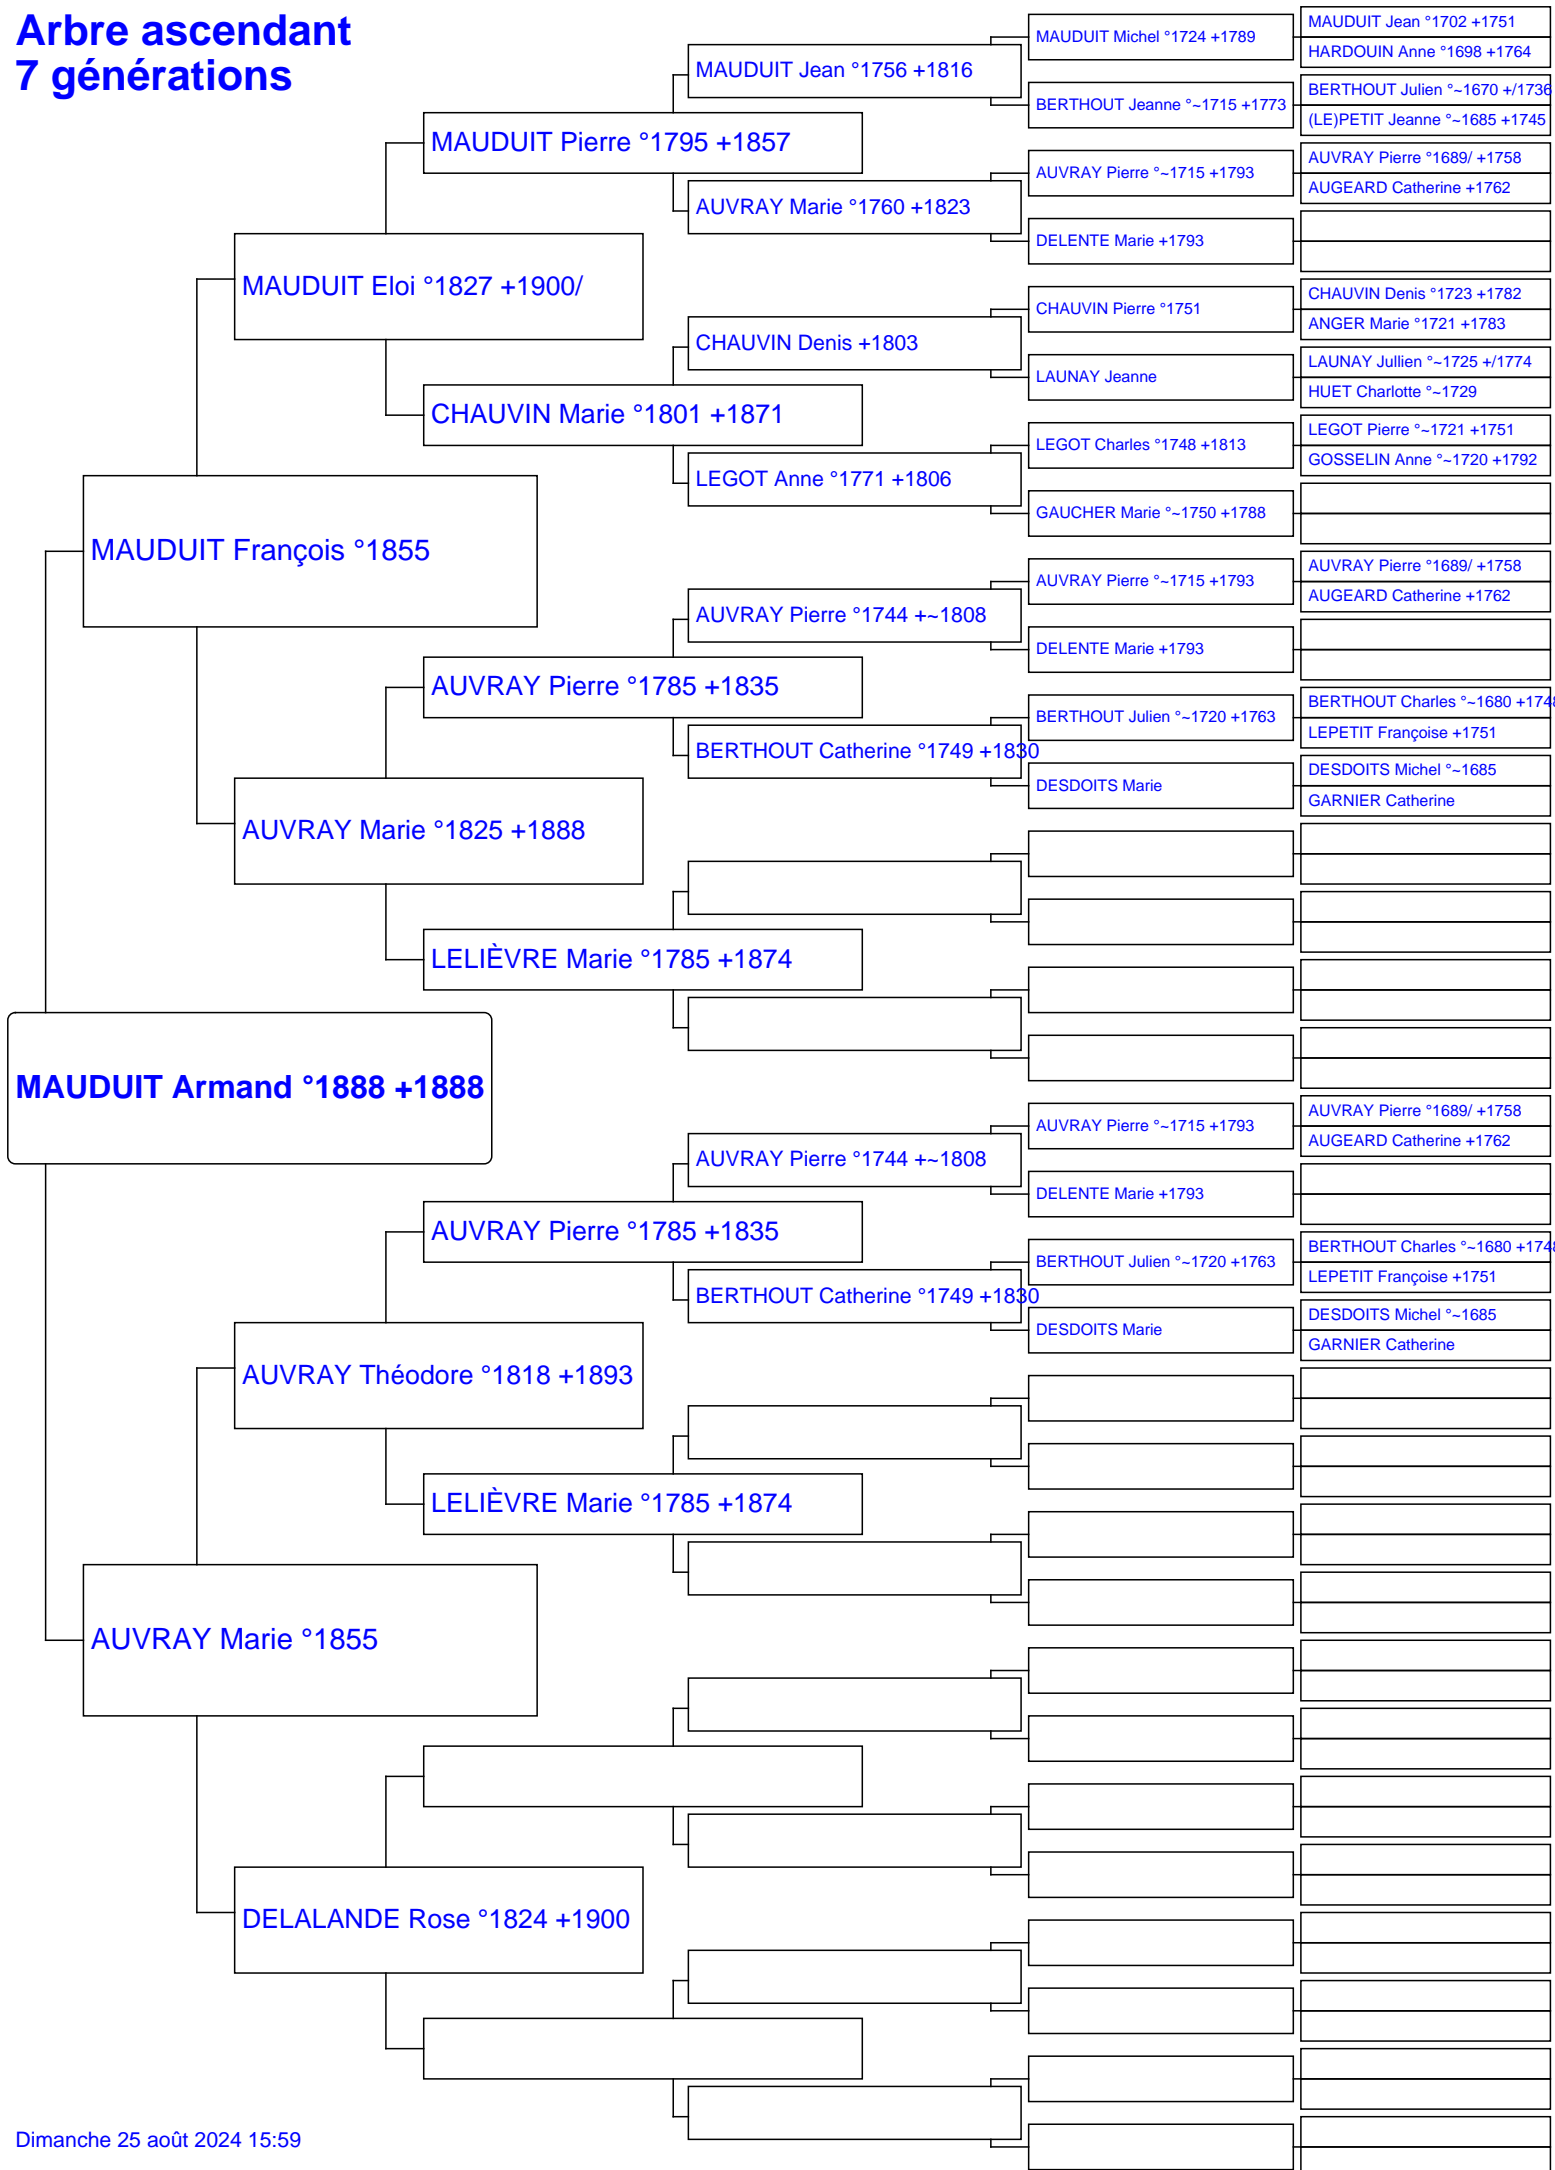 Arbre ascendant
7 générations
MAUDUIT Jean °1702 +1751
MAUDUIT Michel °1724 +1789
HARDOUIN Anne °1698 +1764
MAUDUIT Jean °1756 +1816
BERTHOUT Julien °~1670 +/1736
BERTHOUT Jeanne °~1715 +1773
(LE)PETIT Jeanne °~1685 +1745
MAUDUIT Pierre °1795 +1857
AUVRAY Pierre °1689/ +1758
AUVRAY Pierre °~1715 +1793
AUGEARD Catherine +1762
AUVRAY Marie °1760 +1823
DELENTE Marie +1793
MAUDUIT Eloi °1827 +1900/
CHAUVIN Denis °1723 +1782
CHAUVIN Pierre °1751
ANGER Marie °1721 +1783
CHAUVIN Denis +1803
LAUNAY Jullien °~1725 +/1774
LAUNAY Jeanne
HUET Charlotte °~1729
CHAUVIN Marie °1801 +1871
LEGOT Pierre °~1721 +1751
LEGOT Charles °1748 +1813
GOSSELIN Anne °~1720 +1792
LEGOT Anne °1771 +1806
GAUCHER Marie °~1750 +1788
MAUDUIT François °1855
AUVRAY Pierre °1689/ +1758
AUVRAY Pierre °~1715 +1793
AUGEARD Catherine +1762
AUVRAY Pierre °1744 +~1808
DELENTE Marie +1793
AUVRAY Pierre °1785 +1835
BERTHOUT Charles °~1680 +1748
BERTHOUT Julien °~1720 +1763
LEPETIT Françoise +1751
BERTHOUT Catherine °1749 +1830
DESDOITS Michel °~1685
DESDOITS Marie
GARNIER Catherine
AUVRAY Marie °1825 +1888
LELIÈVRE Marie °1785 +1874
MAUDUIT Armand °1888 +1888
AUVRAY Pierre °1689/ +1758
AUVRAY Pierre °~1715 +1793
AUGEARD Catherine +1762
AUVRAY Pierre °1744 +~1808
DELENTE Marie +1793
AUVRAY Pierre °1785 +1835
BERTHOUT Charles °~1680 +1748
BERTHOUT Julien °~1720 +1763
LEPETIT Françoise +1751
BERTHOUT Catherine °1749 +1830
DESDOITS Michel °~1685
DESDOITS Marie
GARNIER Catherine
AUVRAY Théodore °1818 +1893
LELIÈVRE Marie °1785 +1874
AUVRAY Marie °1855
DELALANDE Rose °1824 +1900
Dimanche 25 août 2024 15:59